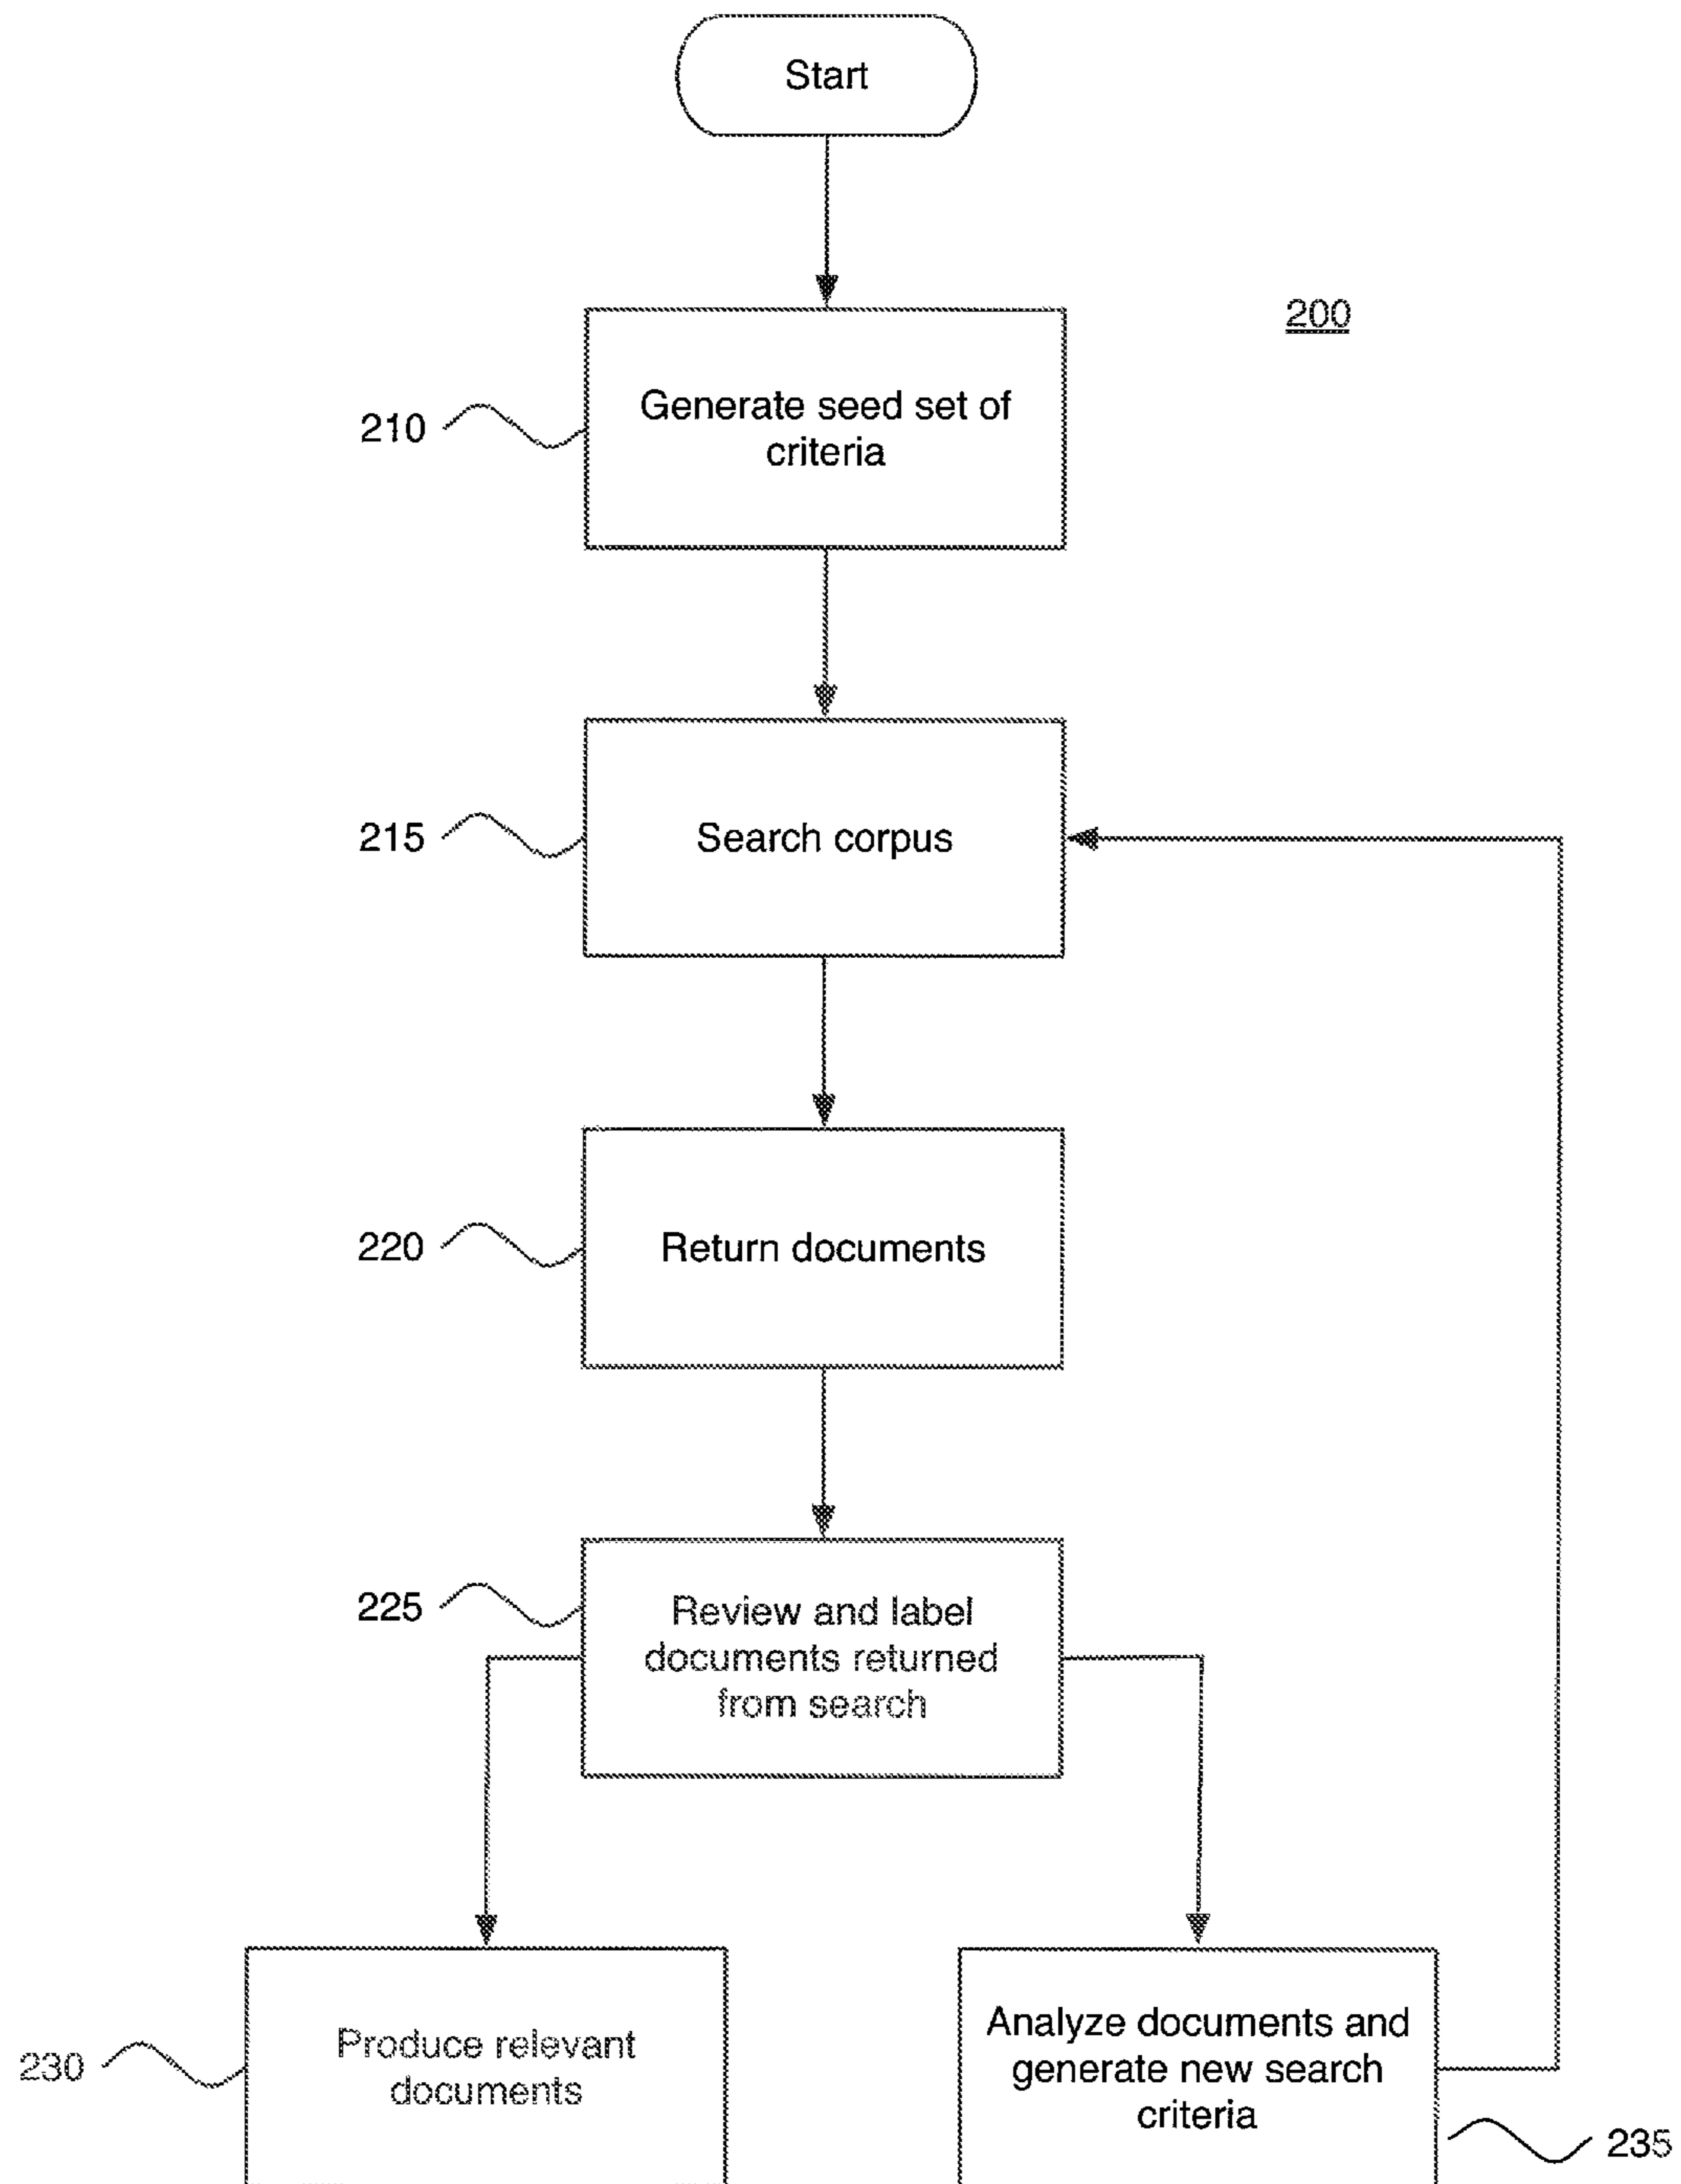 Start
200
210
Generate seed set of
criteria
215
Search corpus
220
Return documents
225
Review and label
documents returned
from search
230
Produce relevant
documents
Analyze documents and
generate new search
criteria
235